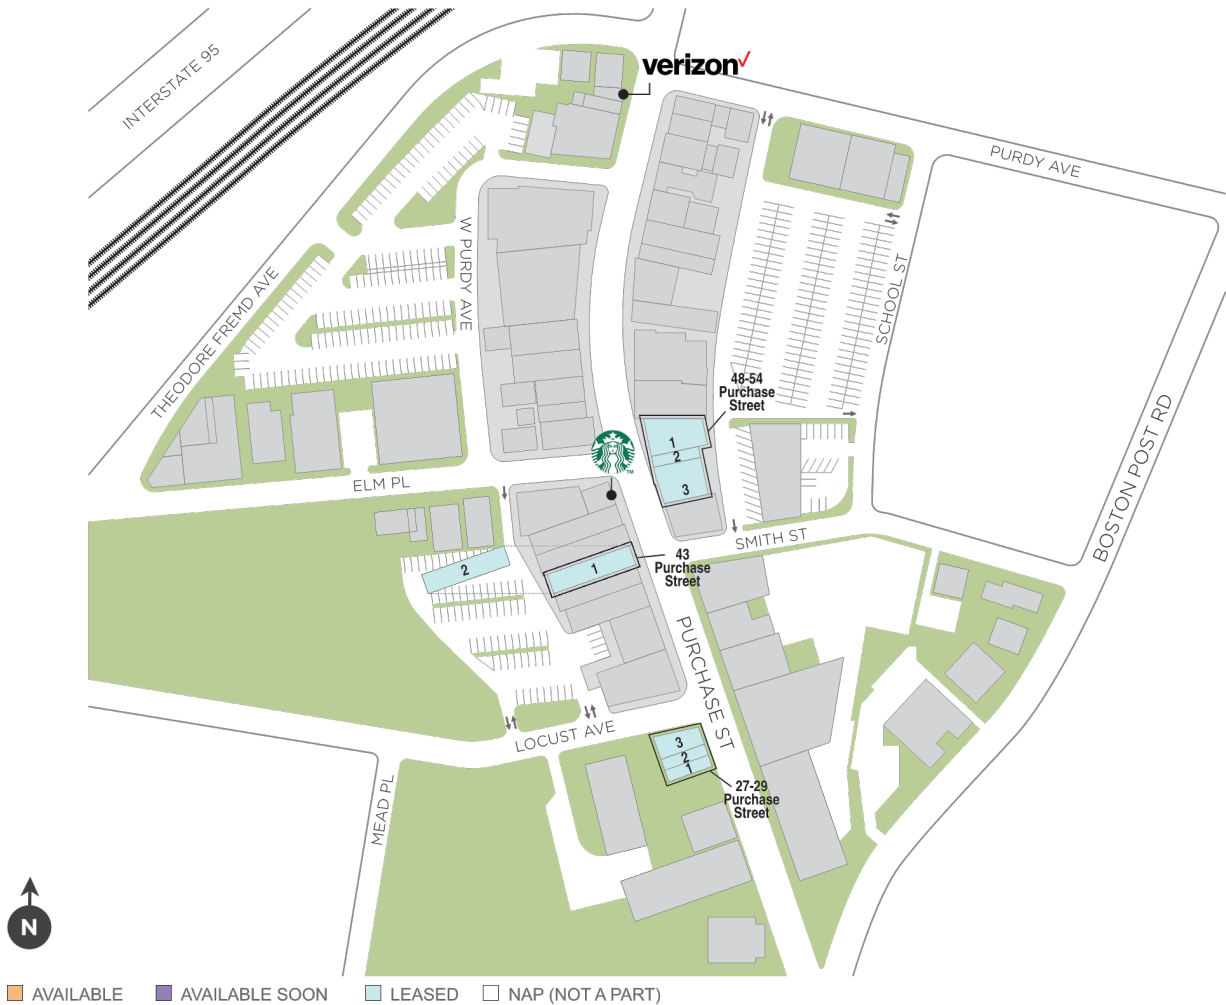 INTERSTATE 95
verizon
PURDY AVE
W PURDY AVE
SCHOOL ST
THEODORE FREMD AVE
48-54
Purchase
Street
1
2
3
BOSTON POST RD
TM
ELM PL
SMITH ST
43
Purchase
Street
2
1
PURCHASE ST
LOCUST AVE
3
2
1
27-29
Purchase
Street
MEAD PL
N
AVAILABLE
AVAILABLE SOON
LEASED
NAP (NOT A PART)